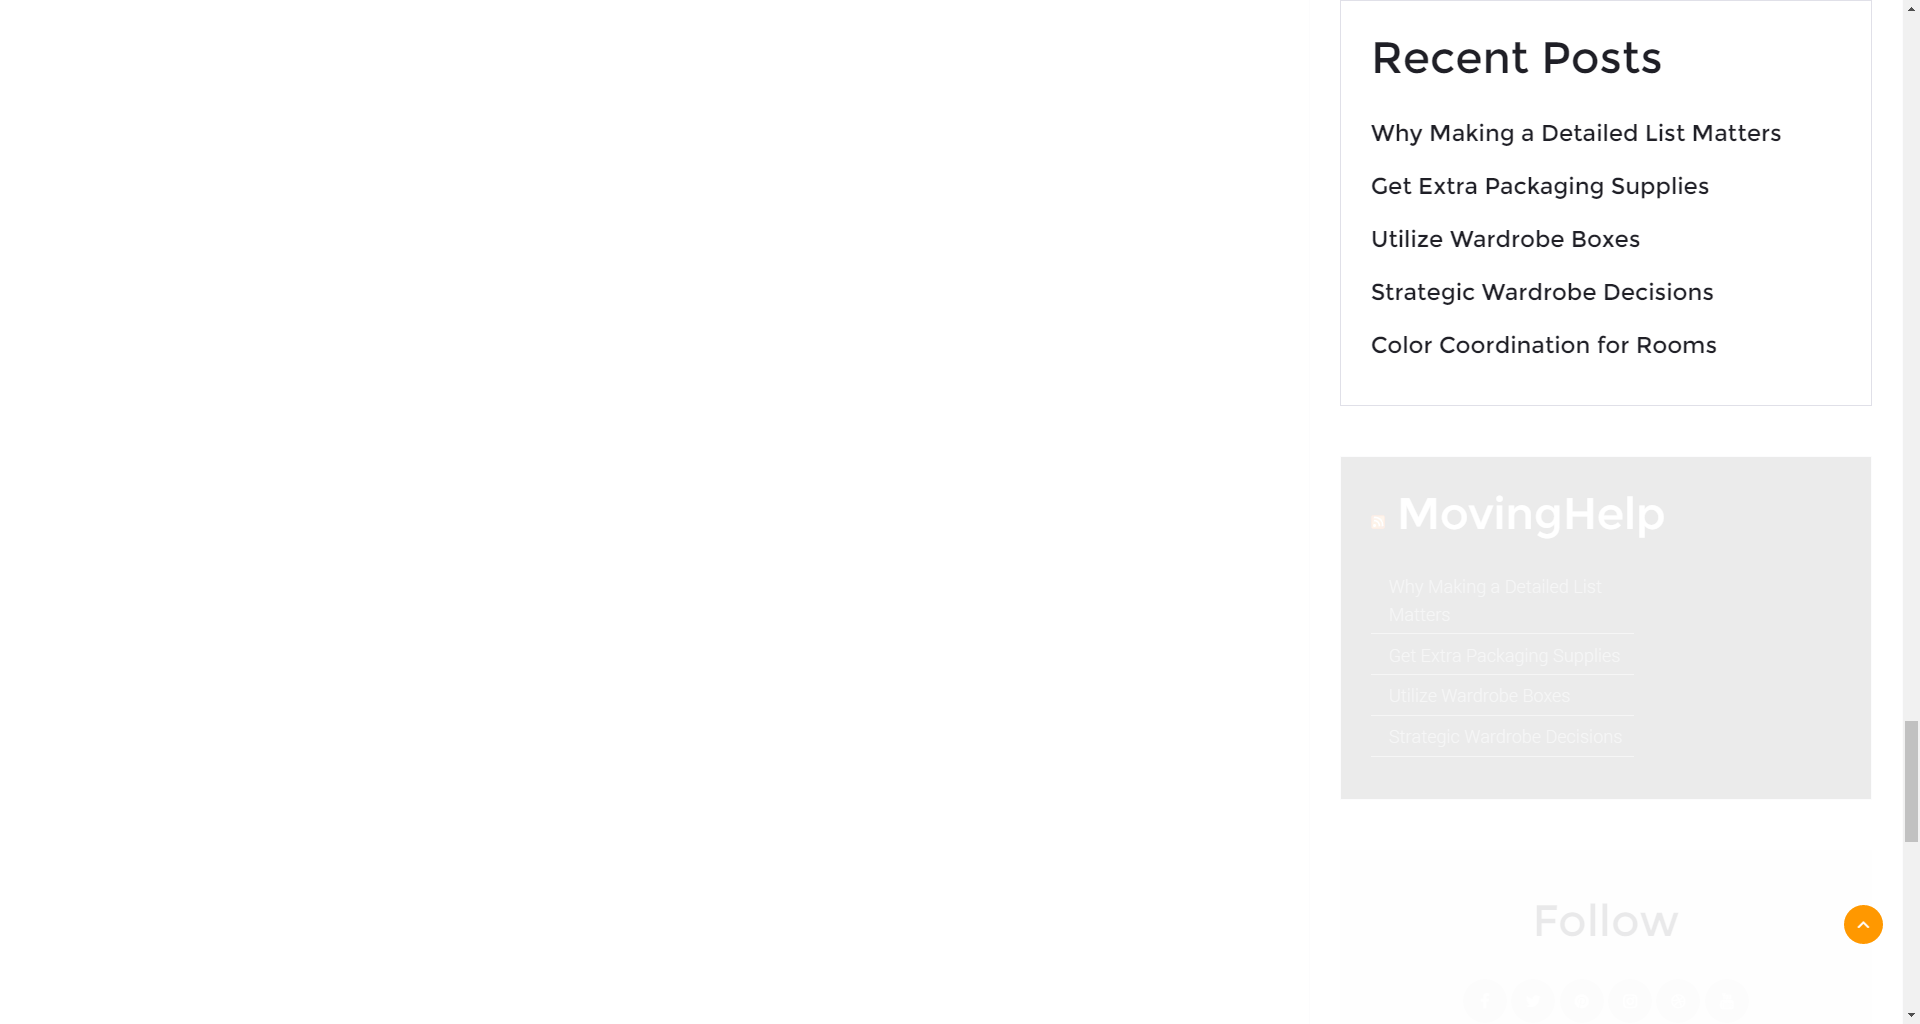 Recent Posts
Why Making a Detailed List Matters
Get Extra Packaging Supplies
Utilize Wardrobe Boxes
Strategic Wardrobe Decisions
Color Coordination for Rooms
MovingHelp
Why Making a Detailed List
Matters
Get Extra Packaging Supplies
Utilize Wardrobe Boxes
Strategic Wardrobe Decisions
Follow